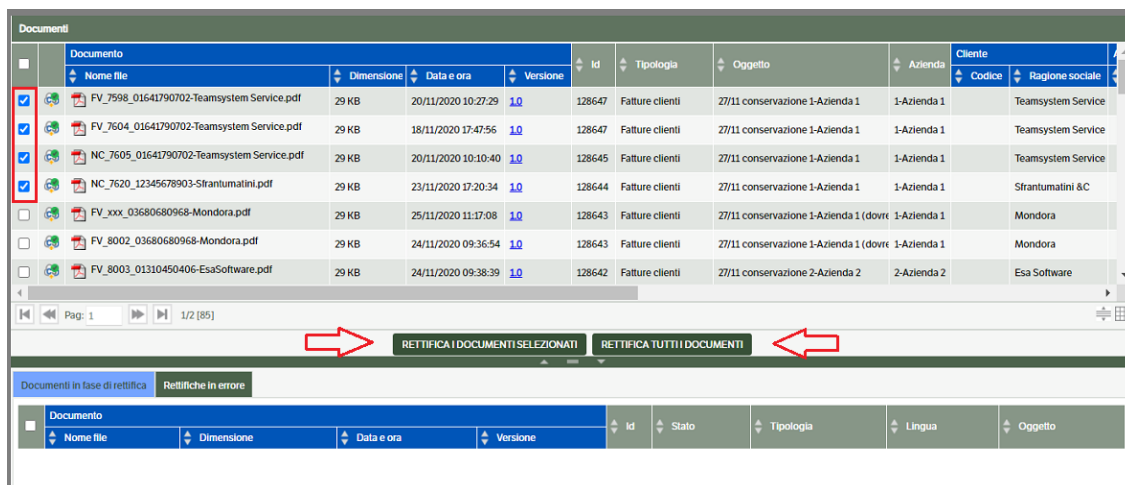 Documenti
Documento Id Tipologia Oggetto Azienda Cliente
Nome file Dimensione Data e ora Versione Codice Ragione sociale
FV_7598_01641790702-Teamsystem Service.pdf 29 KB 20/11/2020 10:27:29 1.0 128647 Fatture clienti 27/11 conservazione 1-Azienda 1 1-Azienda 1 Teamsystem Service
FV_7604_01641790702-Teamsystem Service.pdf 29 KB 18/11/2020 17:47:56 1.0 128647 Fatture clienti 27/11 conservazione 1-Azienda 1 1-Azienda 1 Teamsystem Service
NC_7605_01641790702-Teamsystem Service.pdf 29 KB 20/11/2020 10:10:40 1.0 128645 Fatture clienti 27/11 conservazione 1-Azienda 1 1-Azienda 1 Teamsystem Service
NC_7620_12345678903-Sfrantumatini.pdf 29 KB 23/11/2020 17:20:34 1.0 128644 Fatture clienti 27/11 conservazione 1-Azienda 1 1-Azienda 1 Sfrantumatini &C
FV_xxx_03680680968-Mondora.pdf 29 KB 25/11/2020 11:17:08 1.0 128643 Fatture clienti 27/11 conservazione 1-Azienda 1 (dovre 1-Azienda 1 Mondora
FV_8002_03680680968-Mondora.pdf 29 KB 24/11/2020 09:36:54 1.0 128643 Fatture clienti 27/11 conservazione 1-Azienda 1 (dovre 1-Azienda 1 Mondora
FV_8003_01310450406-EsaSoftware.pdf 29 KB 24/11/2020 09:38:39 1.0 128642 Fatture clienti 27/11 conservazione 2-Azienda 2 2-Azienda 2 Esa Software
Pag: 1 1/2 [85]
RETTIFICA I DOCUMENTI SELEZIONATI RETTIFICA TUTTI I DOCUMENTI
Documenti in fase di rettifica Rettifiche in errore
Documento Id Stato Tipologia Lingua Oggetto
Nome file Dimensione Data e ora Versione